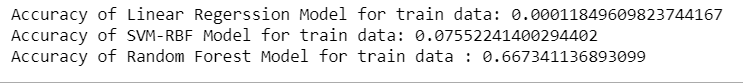 Accuracy of Linear Regerssion Model for train data: 0.00011849609823744167
Accuracy of SVM-RBF Model for train data: 0.07552241400294402
Accuracy of Random Forest Model for train data : 0.667341136893099